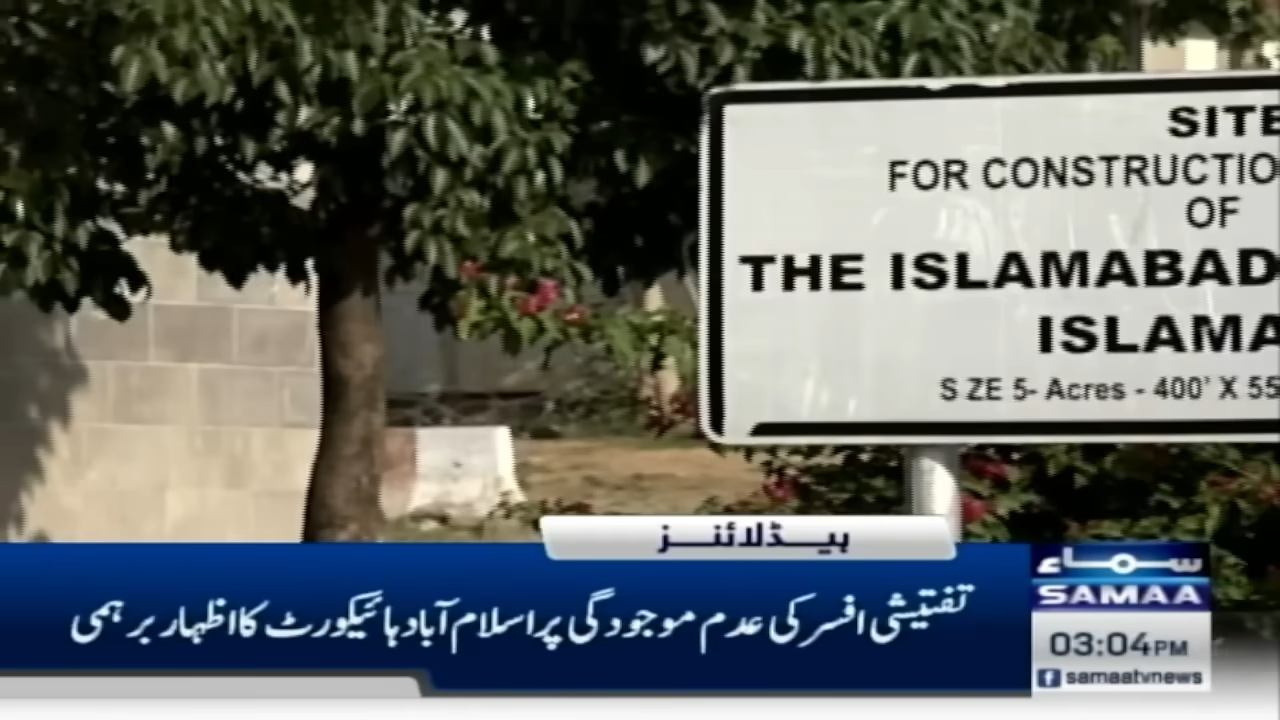 SITE
FOR CONSTRUCTIO
OF
THE ISLAMABAD
ISLAMA
SZE 5- Acres - 400' X 55
ہیڈلائنز
تفتیشی افسر کی عدم موجودگی پر اسلام آباد ہائیکورٹ کا اظہار برہمی
سماء
SAMAA
03:04PM
samaatvnews